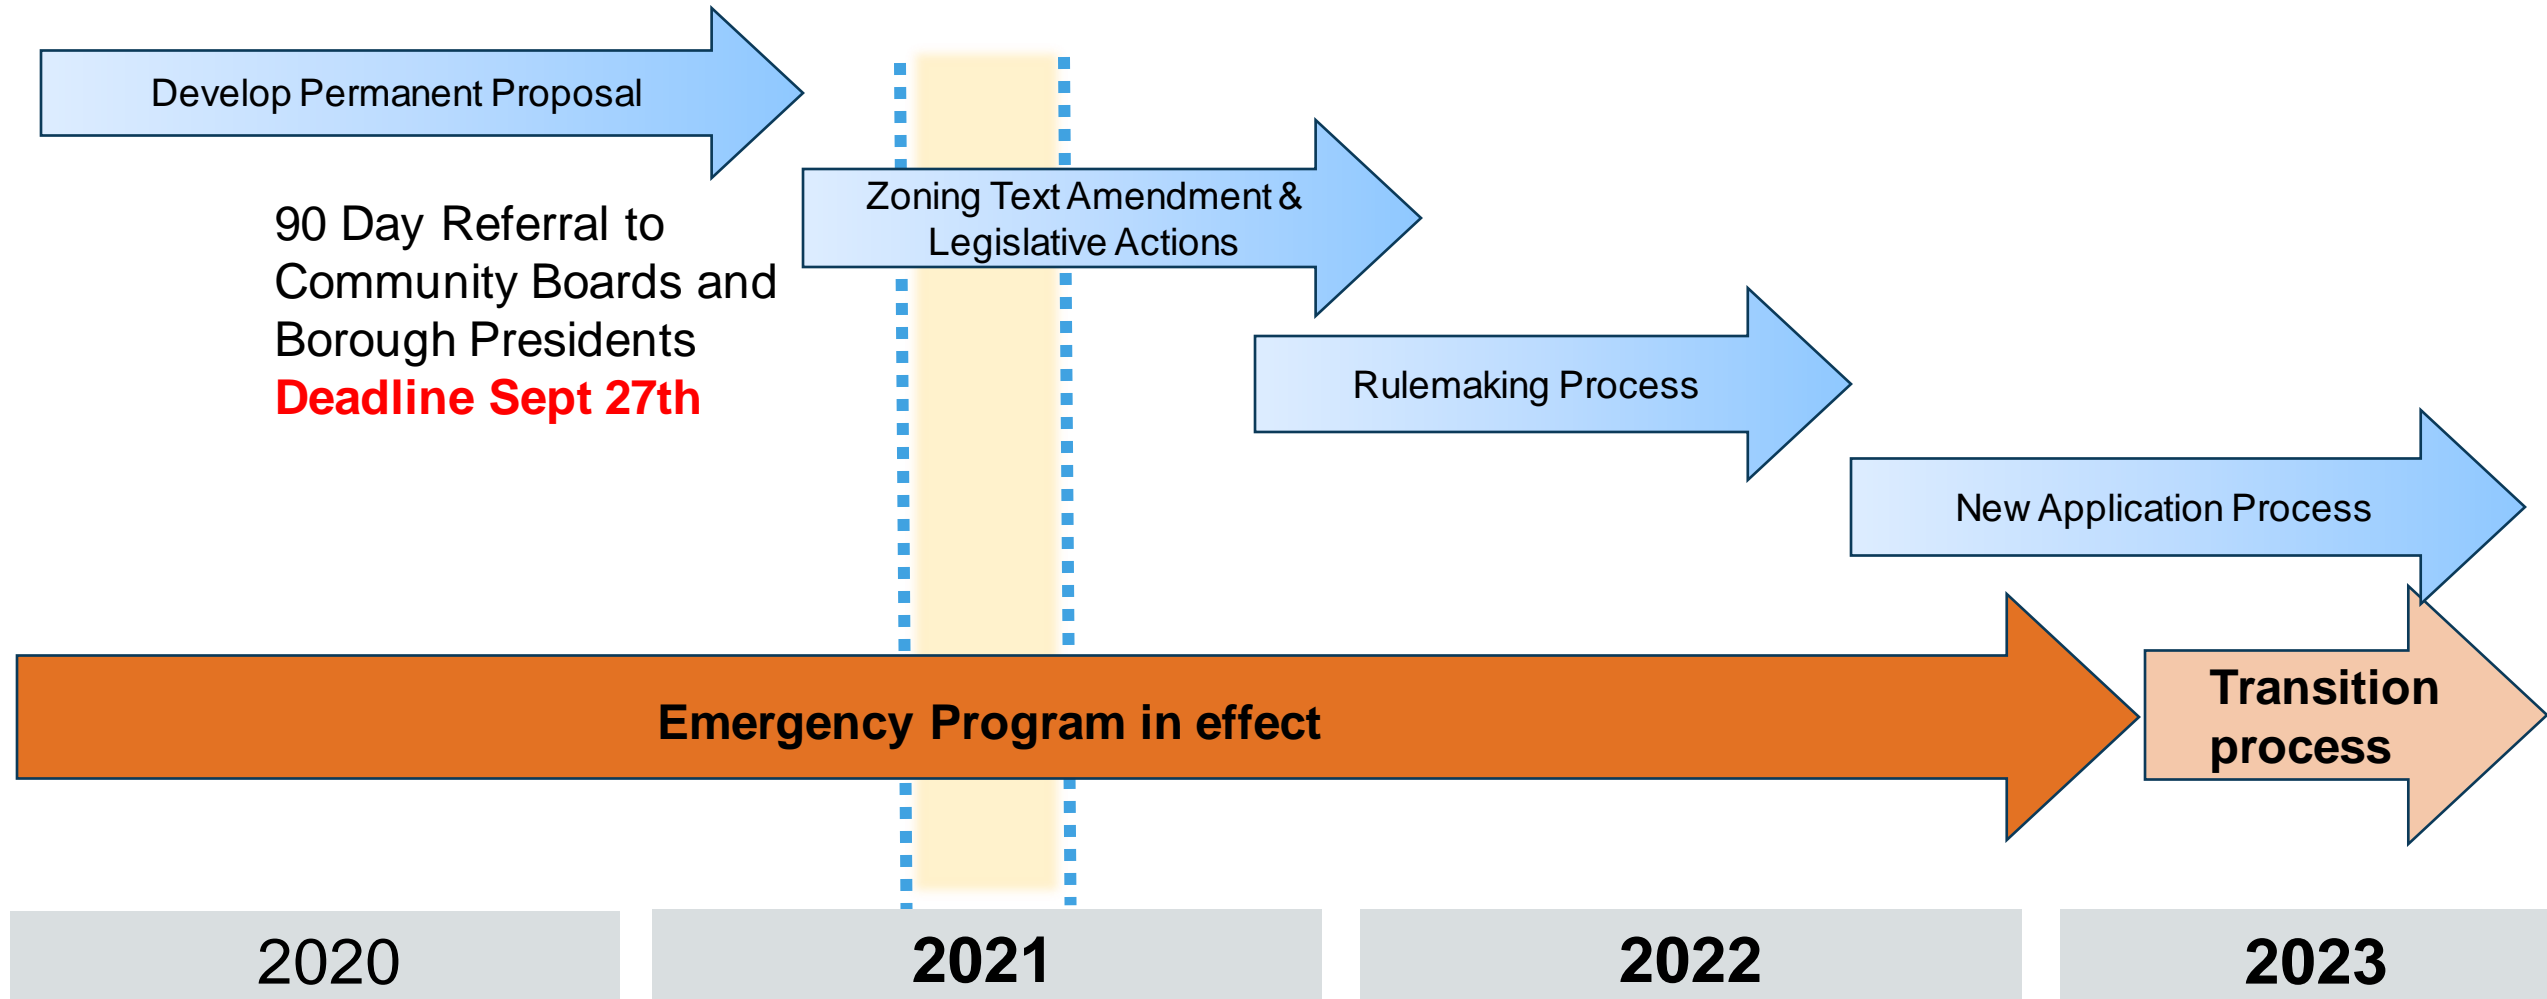 Develop Permanent Proposal
90 Day Referral to
Community Boards and
Borough Presidents
Deadline Sept 27th
Zoning Text Amendment &
Legislative Actions
Rulemaking Process
New Application Process
Emergency Program in effect
Transition
process
2020
2021
2022
2023